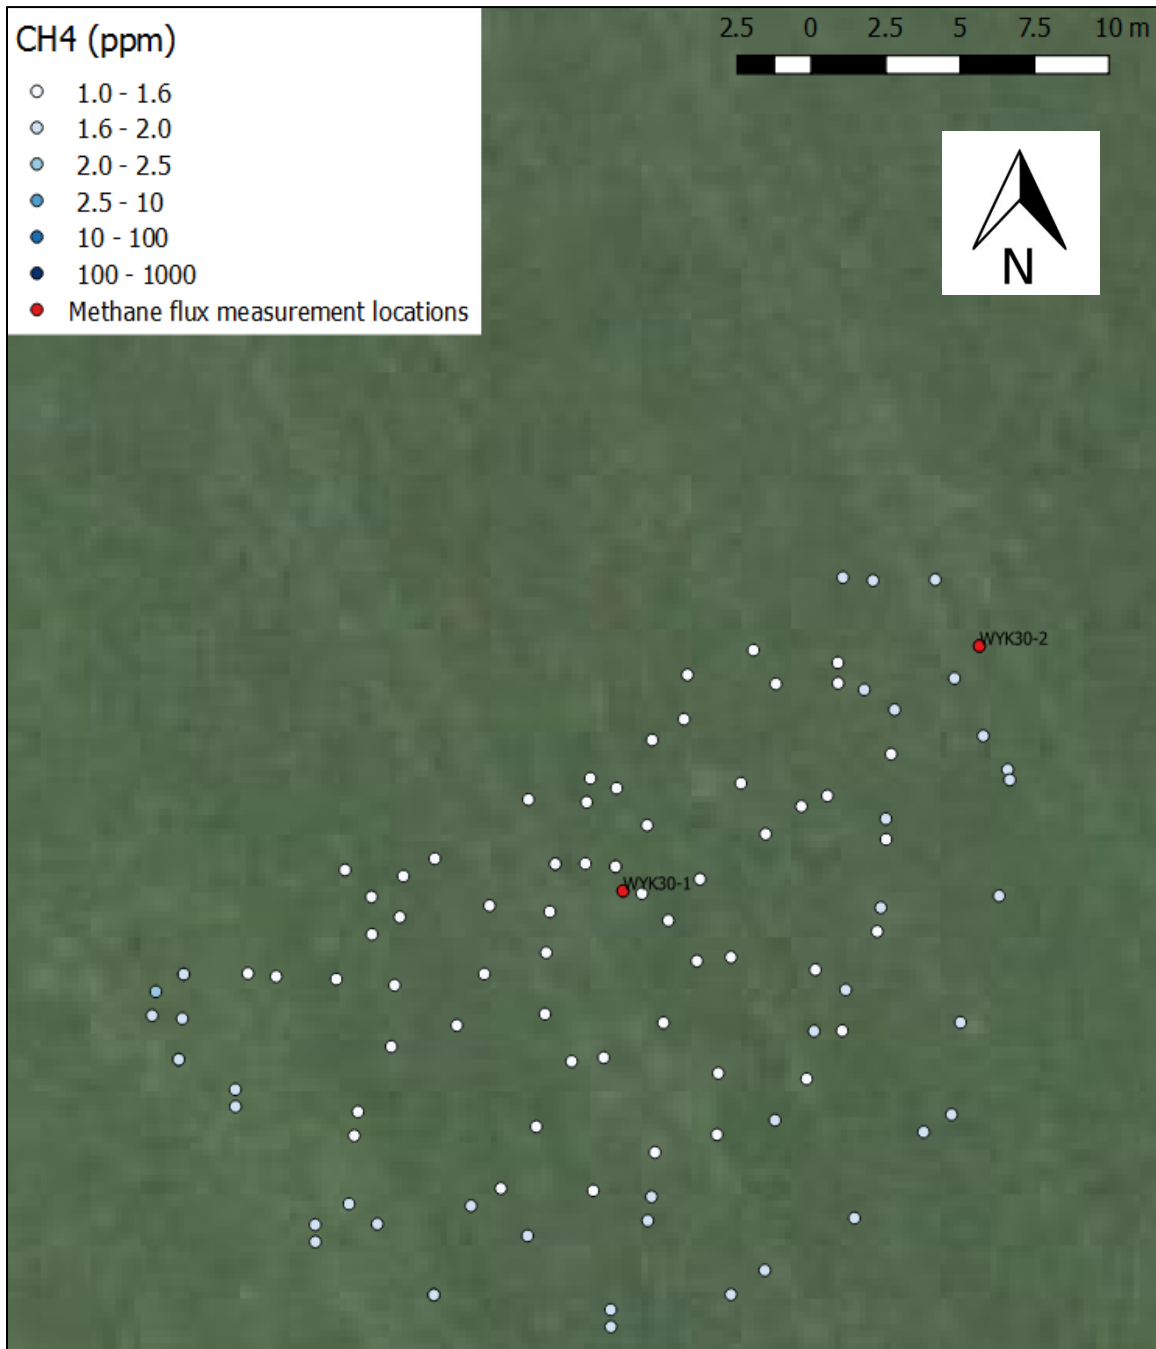 CH4 (ppm)
1.0 - 1.6
1.6 - 2.0
2.0 - 2.5
2.5 - 10
10 - 100
100 - 1000
Methane flux measurement locations
2.5 0 2.5 5 7.5 10 m
N
WYK30-2
WYK30-1